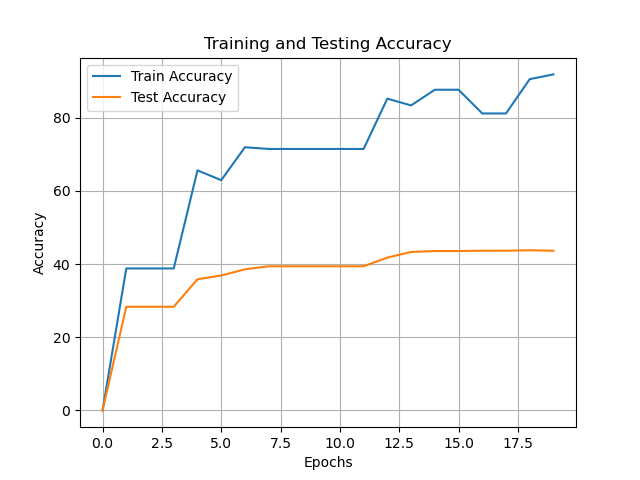 Training and Testing Accuracy
Train Accuracy
Test Accuracy
80
60
40
20
0
Accuracy
0.0 2.5 5.0 7.5 10.0 12.5 15.0 17.5
Epochs